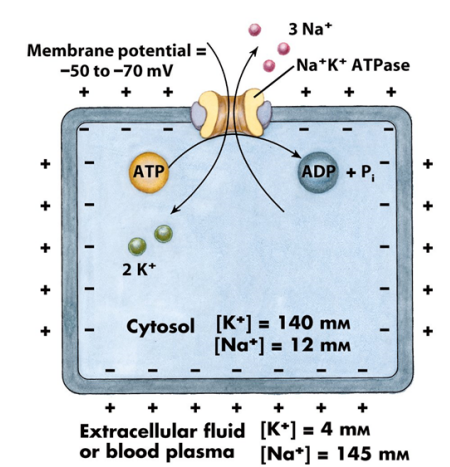 3 Na⁺
Membrane potential =
–50 to –70 mV
Na⁺K⁺ ATPase
+ + + + + +
– – – – – –
+ – – +
ATP
ADP + Pᵢ
+ – – +
+ – – +
2 K⁺
+ – – +
+ – – +
Cytosol [K⁺] = 140 mM
[Na⁺] = 12 mM
– – – – – – –
+ + + + + + +
Extracellular fluid [K⁺] = 4 mM
or blood plasma [Na⁺] = 145 mM